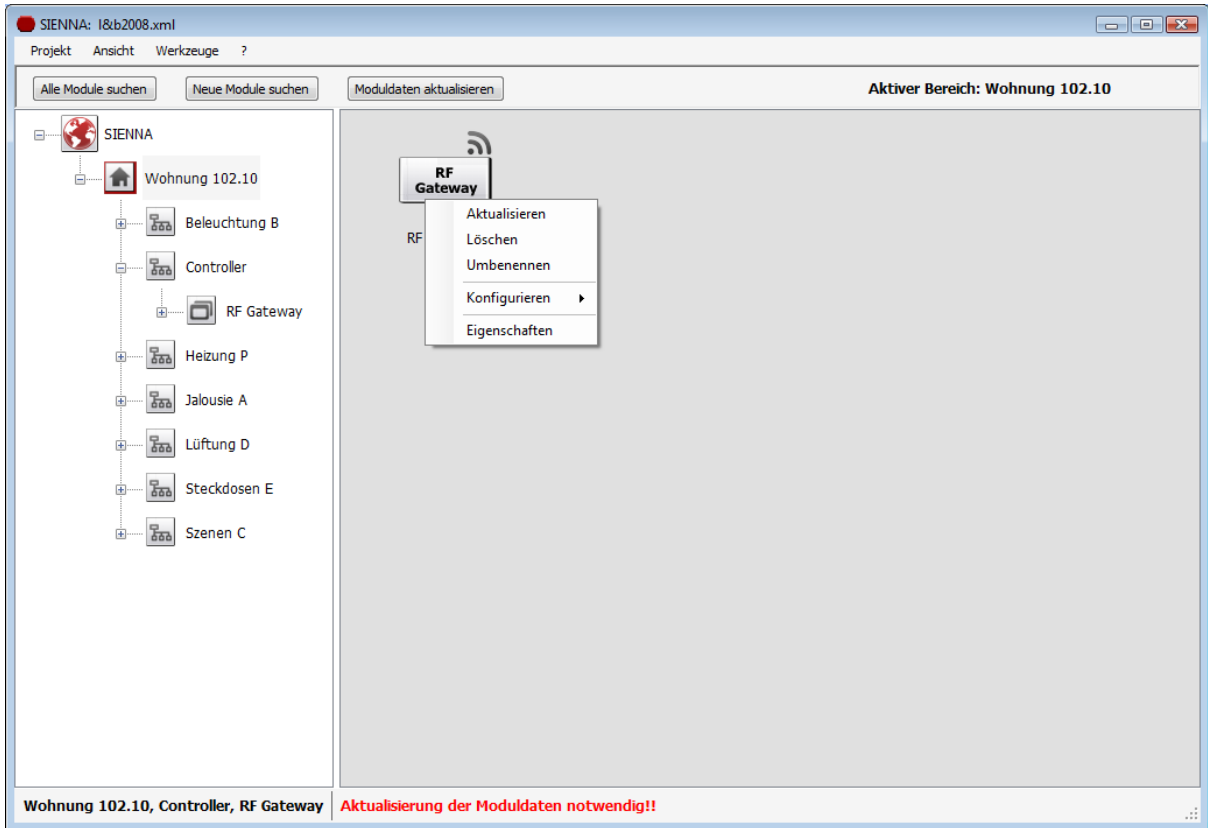 SIENNA: l&b2008.xml
Projekt Ansicht Werkzeuge ?
Alle Module suchen Neue Module suchen Moduldaten aktualisieren Aktiver Bereich: Wohnung 102.10
SIENNA
Wohnung 102.10
Beleuchtung B
Controller
RF Gateway
Heizung P
Jalousie A
Lüftung D
Steckdosen E
Szenen C
RF
Gateway
RF
Aktualisieren
Löschen
Umbenennen
Konfigurieren
Eigenschaften
Wohnung 102.10, Controller, RF Gateway Aktualisierung der Moduldaten notwendig!!